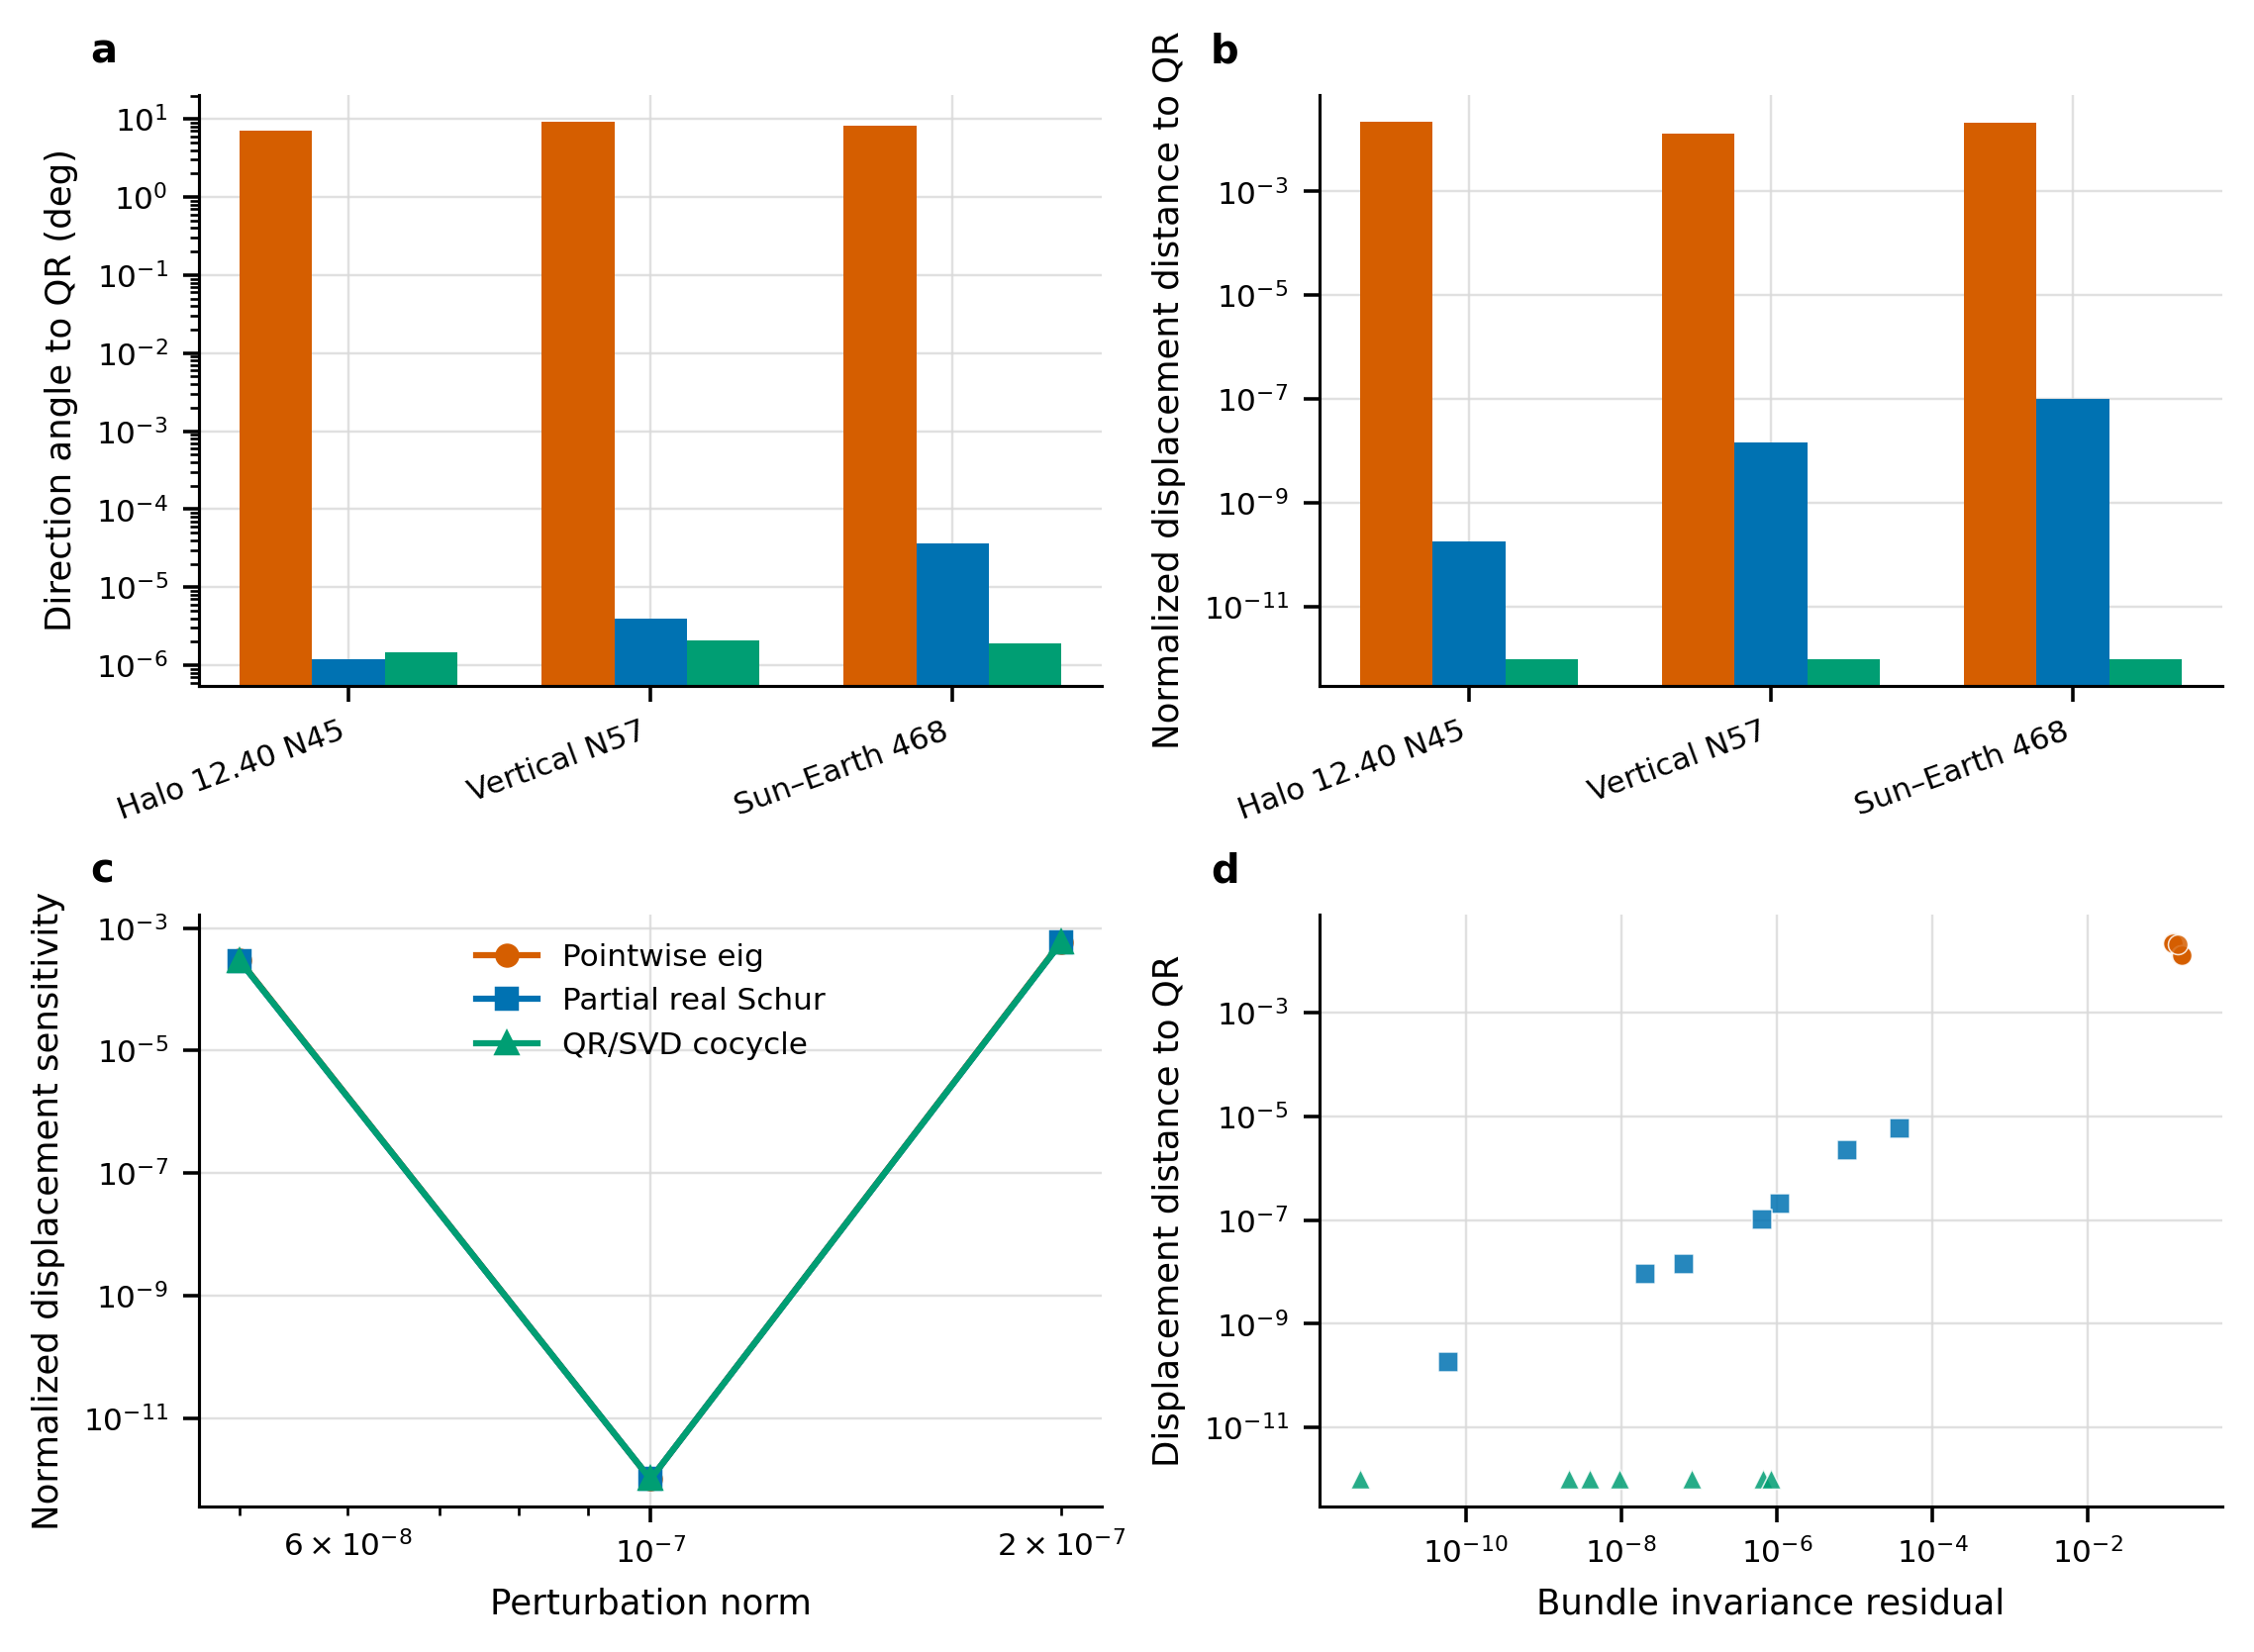 a
Direction angle to QR (deg)
10¹
10⁰
10⁻¹
10⁻²
10⁻³
10⁻⁴
10⁻⁵
10⁻⁶
Halo 12.40 N45
Vertical N57
Sun–Earth 468
b
Normalized displacement distance to QR
10⁻³
10⁻⁵
10⁻⁷
10⁻⁹
10⁻¹¹
Halo 12.40 N45
Vertical N57
Sun–Earth 468
c
Normalized displacement sensitivity
10⁻³
10⁻⁵
10⁻⁷
10⁻⁹
10⁻¹¹
Pointwise eig
Partial real Schur
QR/SVD cocycle
6 × 10⁻⁸
10⁻⁷
2 × 10⁻⁷
Perturbation norm
d
Displacement distance to QR
10⁻³
10⁻⁵
10⁻⁷
10⁻⁹
10⁻¹¹
10⁻¹⁰
10⁻⁸
10⁻⁶
10⁻⁴
10⁻²
Bundle invariance residual